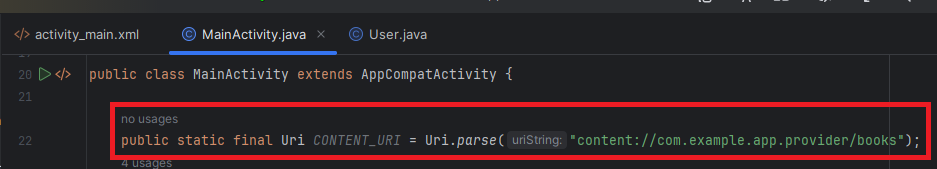 activity_main.xml MainActivity.java × User.java
20 </> public class MainActivity extends AppCompatActivity {
21
no usages
22 public static final Uri CONTENT_URI = Uri.parse( uriString: "content://com.example.app.provider/books");
4 usages